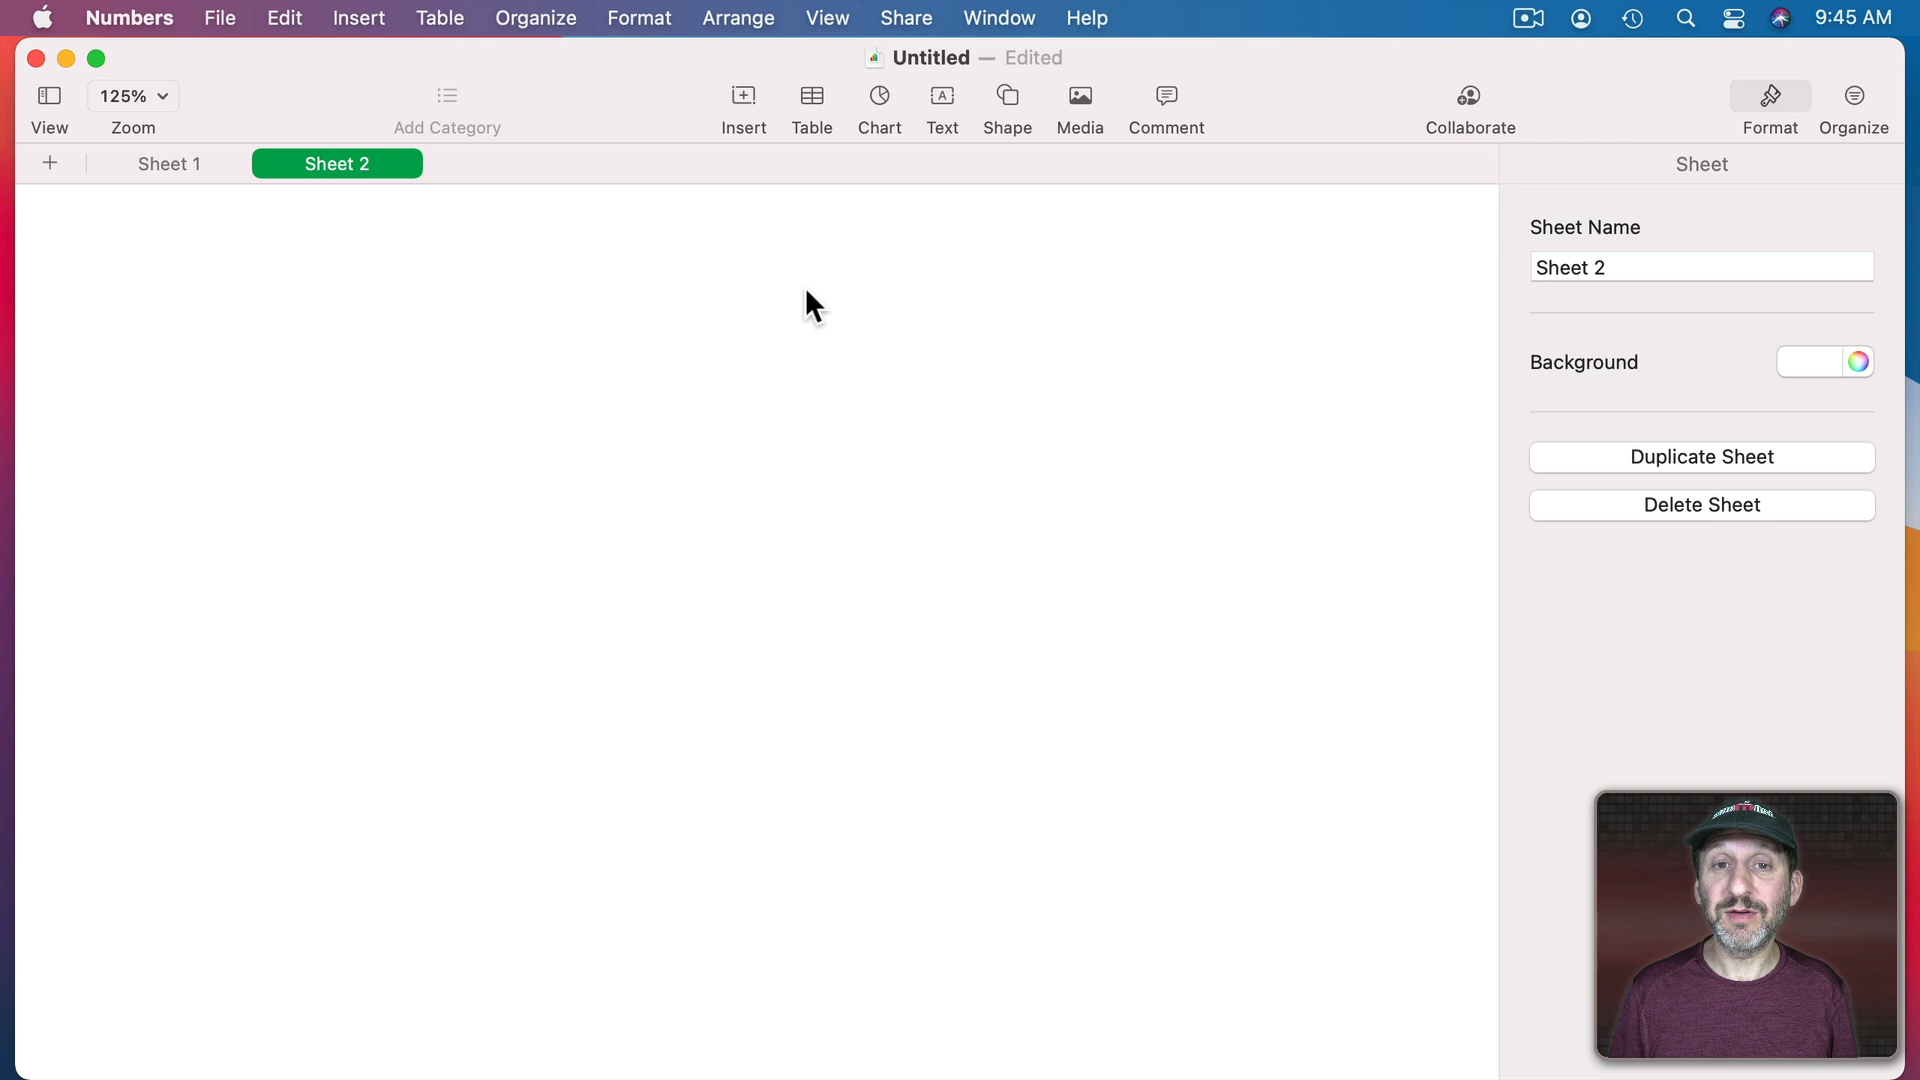 Numbers File Edit Insert Table Organize Format Arrange View Share Window Help 9:45 AM
Untitled — Edited
125%
View Zoom Add Category Insert Table Chart Text Shape Media Comment Collaborate Format Organize
Sheet 1 Sheet 2 Sheet
Sheet Name
Sheet 2
Background
Duplicate Sheet
Delete Sheet